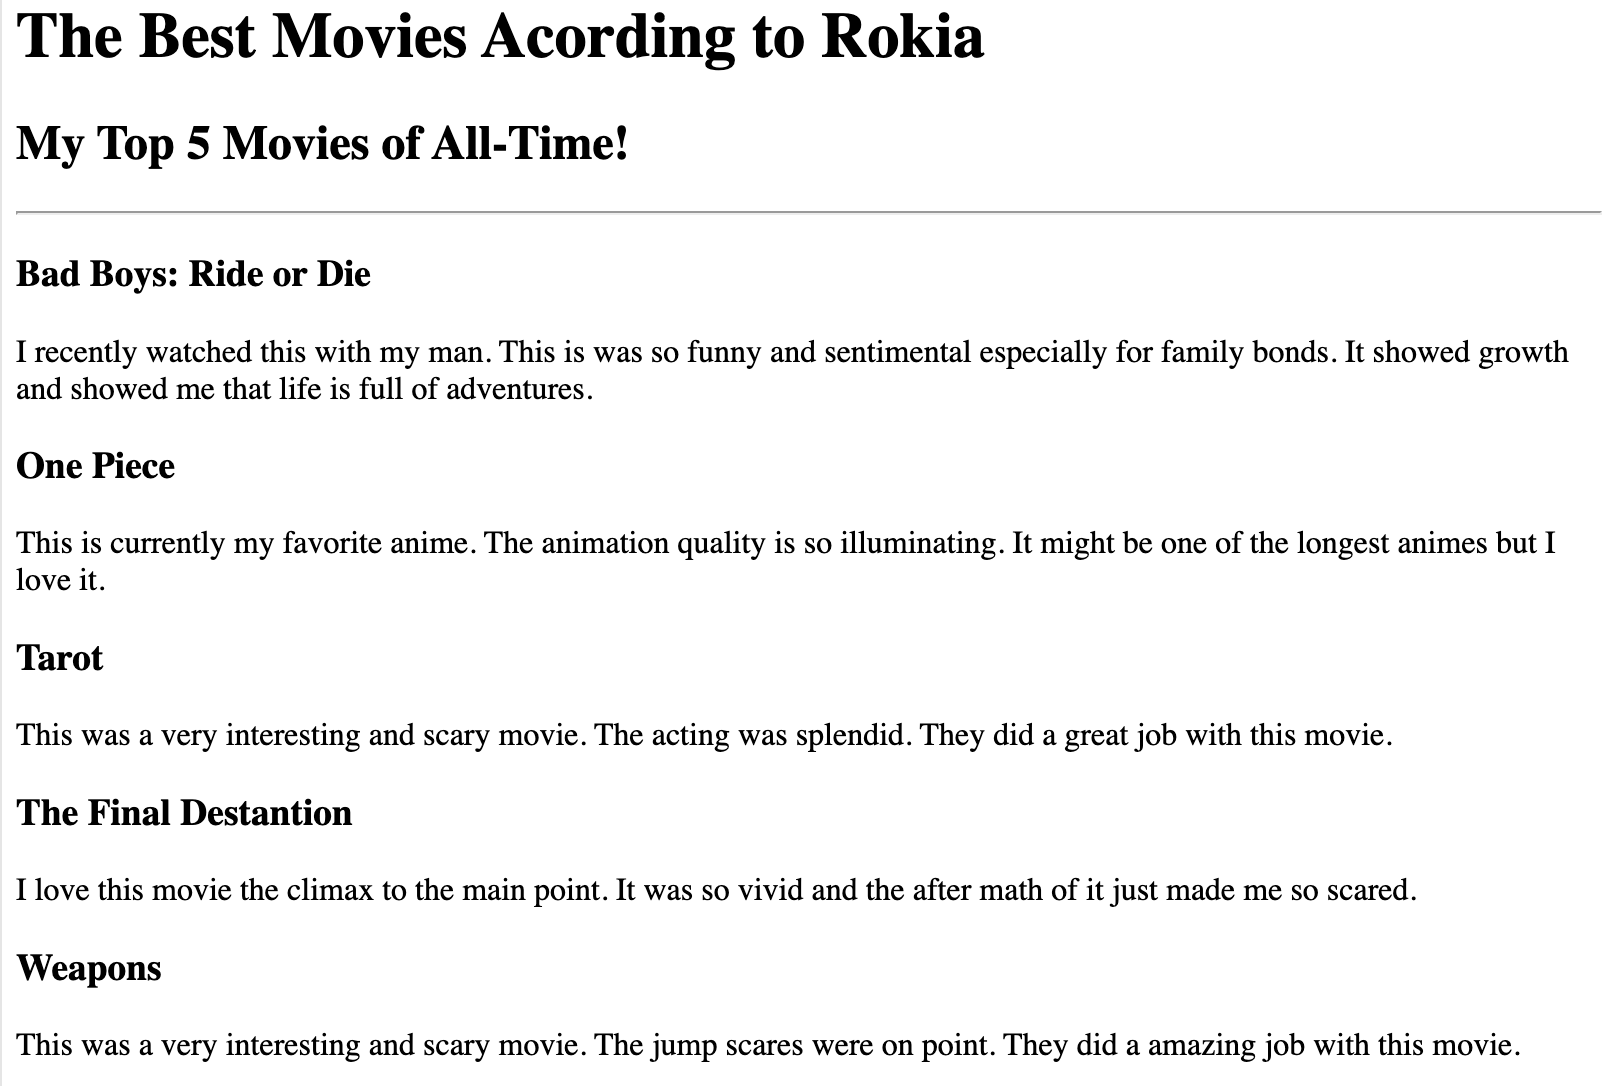 The Best Movies Acording to Rokia
My Top 5 Movies of All-Time!
Bad Boys: Ride or Die
I recently watched this with my man. This is was so funny and sentimental especially for family bonds. It showed growth
and showed me that life is full of adventures.
One Piece
This is currently my favorite anime. The animation quality is so illuminating. It might be one of the longest animes but I
love it.
Tarot
This was a very interesting and scary movie. The acting was splendid. They did a great job with this movie.
The Final Destantion
I love this movie the climax to the main point. It was so vivid and the after math of it just made me so scared.
Weapons
This was a very interesting and scary movie. The jump scares were on point. They did a amazing job with this movie.